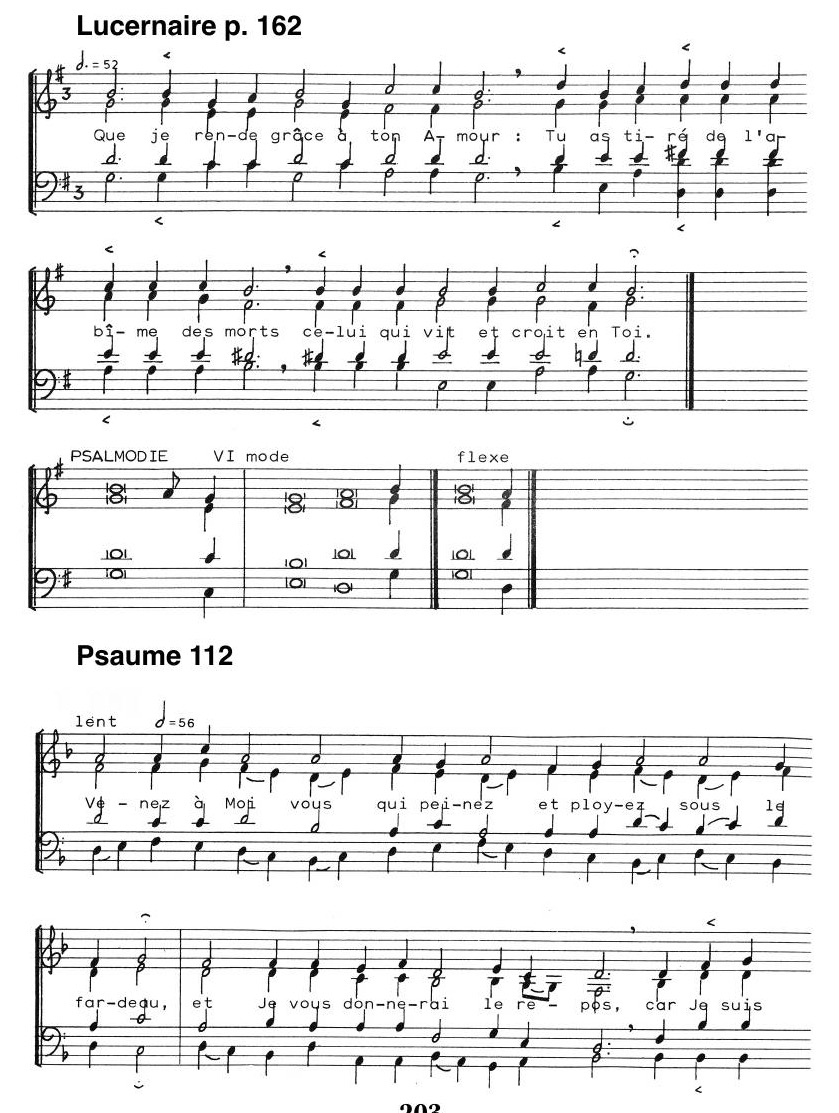 Lucernaire p. 162
𝅗𝅥. = 52
3
Que je ren-de grâce à ton A- mour : Tu as ti- ré de l'a-
3
bî- me des morts ce-lui qui vit et croit en Toi.
PSALMODIE VI mode flexe
Psaume 112
lent 𝅗𝅥 =56
Ve - nez à Moi vous qui pei-nez et ploy-ez sous le
far-deau, et Je vous don-ne-rai le re - pos, car Je suis
203